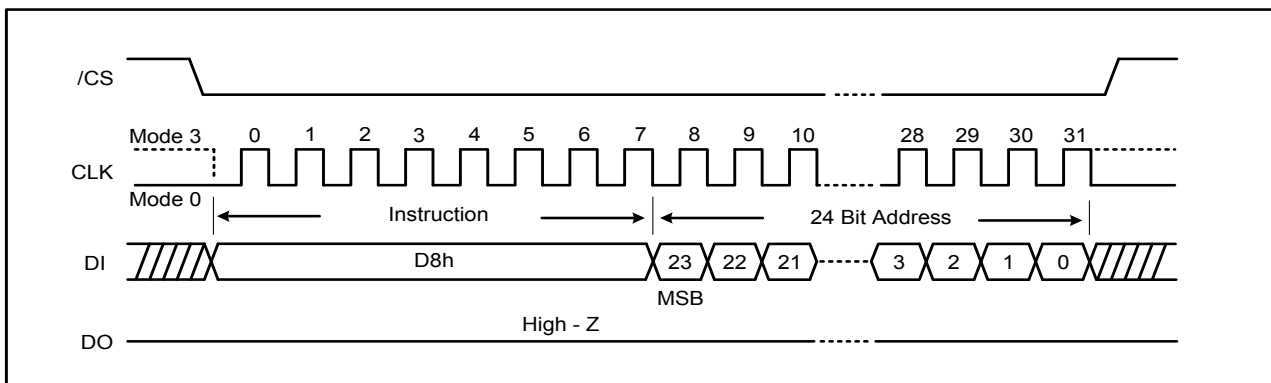 /CS
Mode 3 0 1 2 3 4 5 6 7 8 9 10 28 29 30 31
CLK
Mode 0
Instruction 24 Bit Address
DI D8h 23 22 21 3 2 1 0
MSB
High - Z
DO